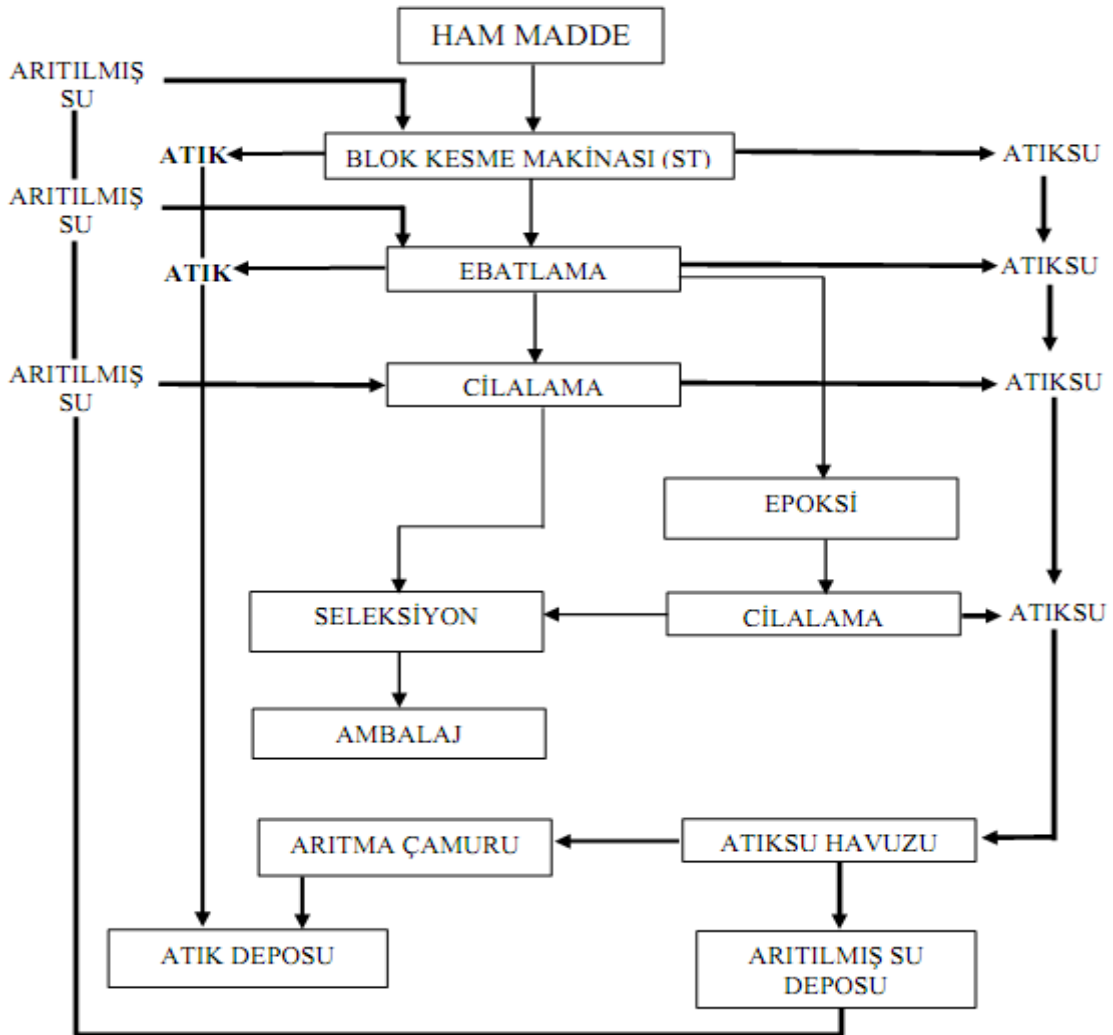 HAM MADDE
ARITILMIŞ
SU
ATIK
BLOK KESME MAKİNASI (ST)
ATIKSU
ARITILMIŞ
SU
ATIK
EBATLAMA
ATIKSU
ARITILMIŞ
SU
CİLALAMA
ATIKSU
EPOKSİ
SELEKSİYON
CİLALAMA
ATIKSU
AMBALAJ
ARITMA ÇAMURU
ATIKSU HAVUZU
ATIK DEPOSU
ARITILMIŞ SU
DEPOSU